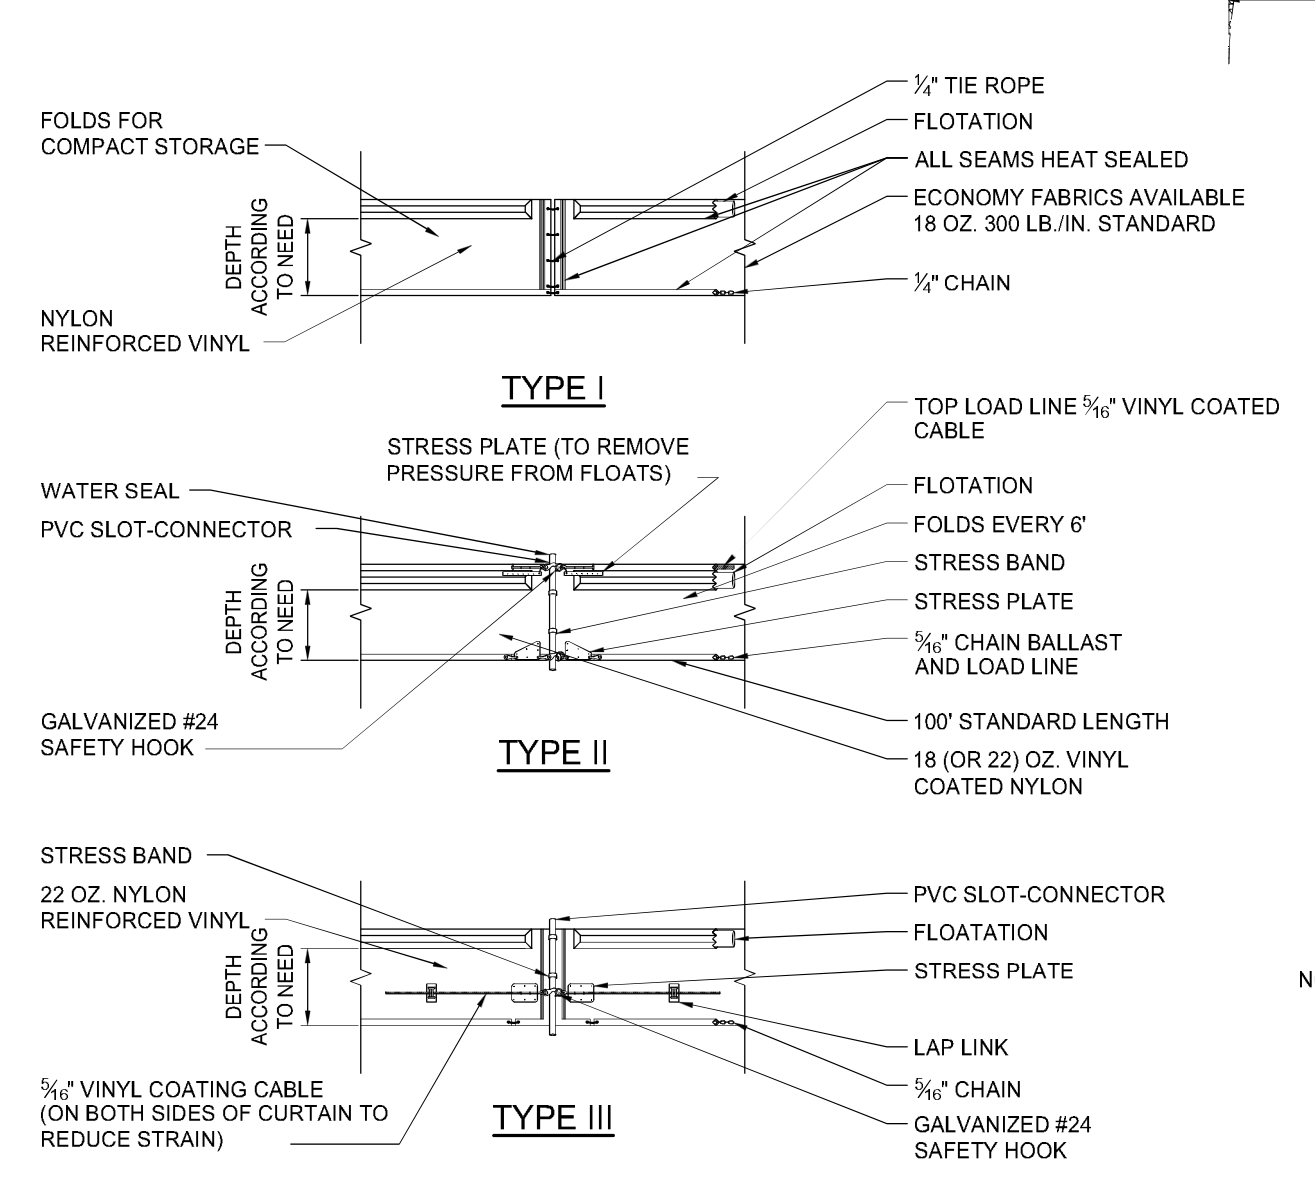 FOLDS FOR
COMPACT STORAGE
DEPTH
ACCORDING
TO NEED
NYLON
REINFORCED VINYL
1/4" TIE ROPE
FLOTATION
ALL SEAMS HEAT SEALED
ECONOMY FABRICS AVAILABLE
18 OZ. 300 LB./IN. STANDARD
1/4" CHAIN
TYPE I
STRESS PLATE (TO REMOVE
PRESSURE FROM FLOATS)
WATER SEAL
PVC SLOT-CONNECTOR
DEPTH
ACCORDING
TO NEED
GALVANIZED #24
SAFETY HOOK
TOP LOAD LINE 5/16" VINYL COATED
CABLE
FLOTATION
FOLDS EVERY 6'
STRESS BAND
STRESS PLATE
5/16" CHAIN BALLAST
AND LOAD LINE
100' STANDARD LENGTH
18 (OR 22) OZ. VINYL
COATED NYLON
TYPE II
STRESS BAND
22 OZ. NYLON
REINFORCED VINYL
DEPTH
ACCORDING
TO NEED
5/16" VINYL COATING CABLE
(ON BOTH SIDES OF CURTAIN TO
REDUCE STRAIN)
PVC SLOT-CONNECTOR
FLOATATION
STRESS PLATE
N
LAP LINK
5/16" CHAIN
GALVANIZED #24
SAFETY HOOK
TYPE III